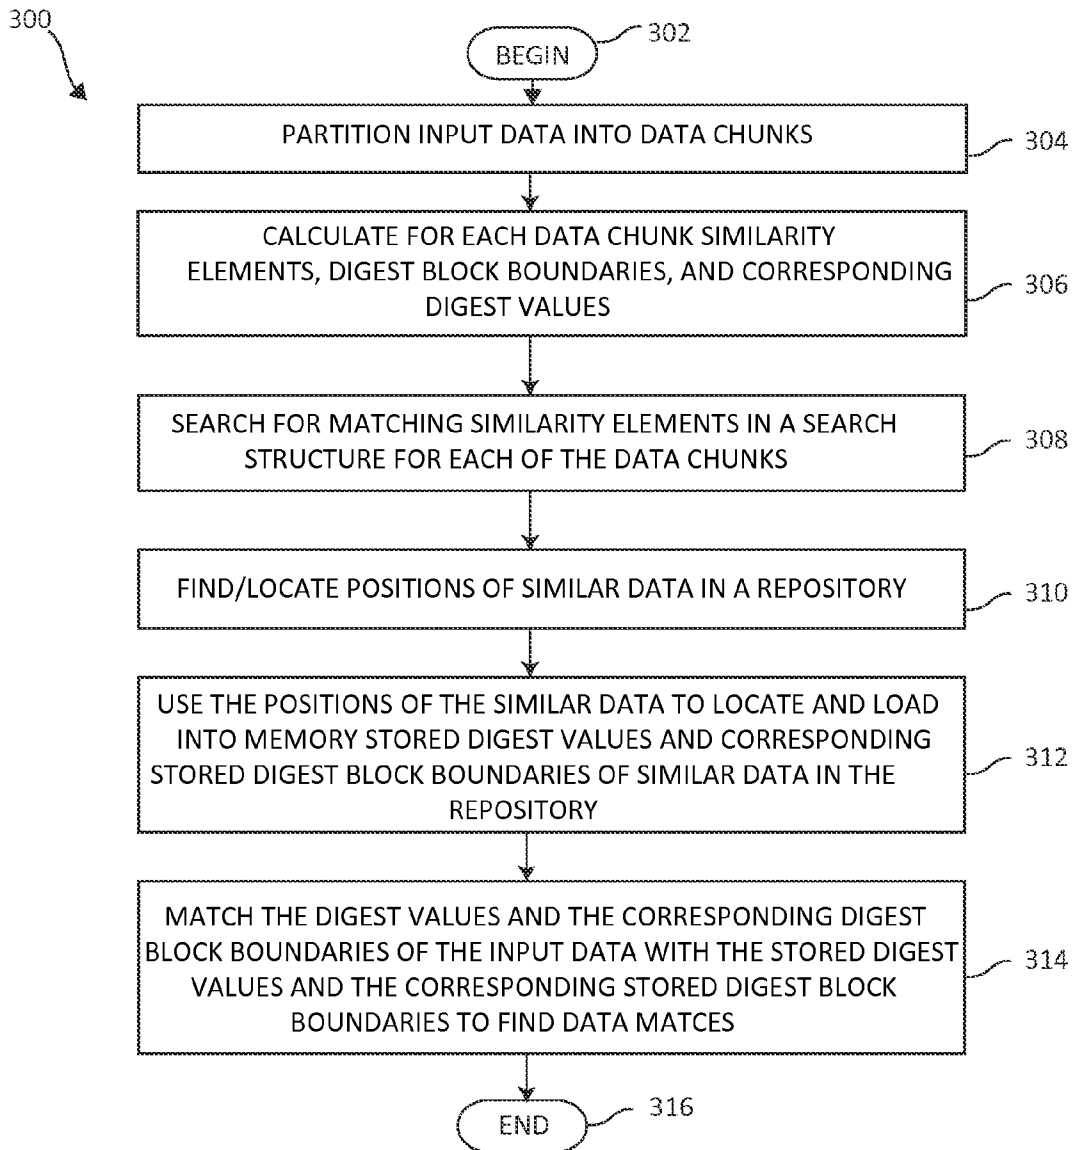 300
BEGIN
302
PARTITION INPUT DATA INTO DATA CHUNKS
304
CALCULATE FOR EACH DATA CHUNK SIMILARITY
ELEMENTS, DIGEST BLOCK BOUNDARIES, AND CORRESPONDING
DIGEST VALUES
306
SEARCH FOR MATCHING SIMILARITY ELEMENTS IN A SEARCH
STRUCTURE FOR EACH OF THE DATA CHUNKS
308
FIND/LOCATE POSITIONS OF SIMILAR DATA IN A REPOSITORY
310
USE THE POSITIONS OF THE SIMILAR DATA TO LOCATE AND LOAD
INTO MEMORY STORED DIGEST VALUES AND CORRESPONDING
STORED DIGEST BLOCK BOUNDARIES OF SIMILAR DATA IN THE
REPOSITORY
312
MATCH THE DIGEST VALUES AND THE CORRESPONDING DIGEST
BLOCK BOUNDARIES OF THE INPUT DATA WITH THE STORED DIGEST
VALUES AND THE CORRESPONDING STORED DIGEST BLOCK
BOUNDARIES TO FIND DATA MATCES
314
END
316